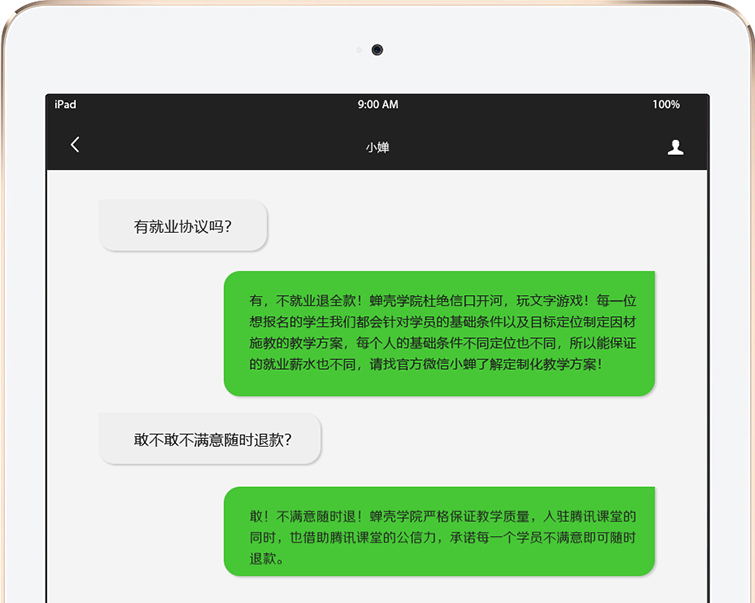 iPad 9:00 AM 100%
小蝉
有就业协议吗?
有，不就业退全款！蝉壳学院杜绝信口开河，玩文字游戏！每一位
想报名的学生我们都会针对学员的基础条件以及目标定位制定因材
施教的教学方案，每个人的基础条件不同定位也不同，所以能保证
的就业薪水也不同，请找官方微信小蝉了解定制化教学方案！
敢不敢不满意随时退款?
敢！不满意随时退！蝉壳学院严格保证教学质量，入驻腾讯课堂的
同时，也借助腾讯课堂的公信力，承诺每一个学员不满意即可随时
退款。